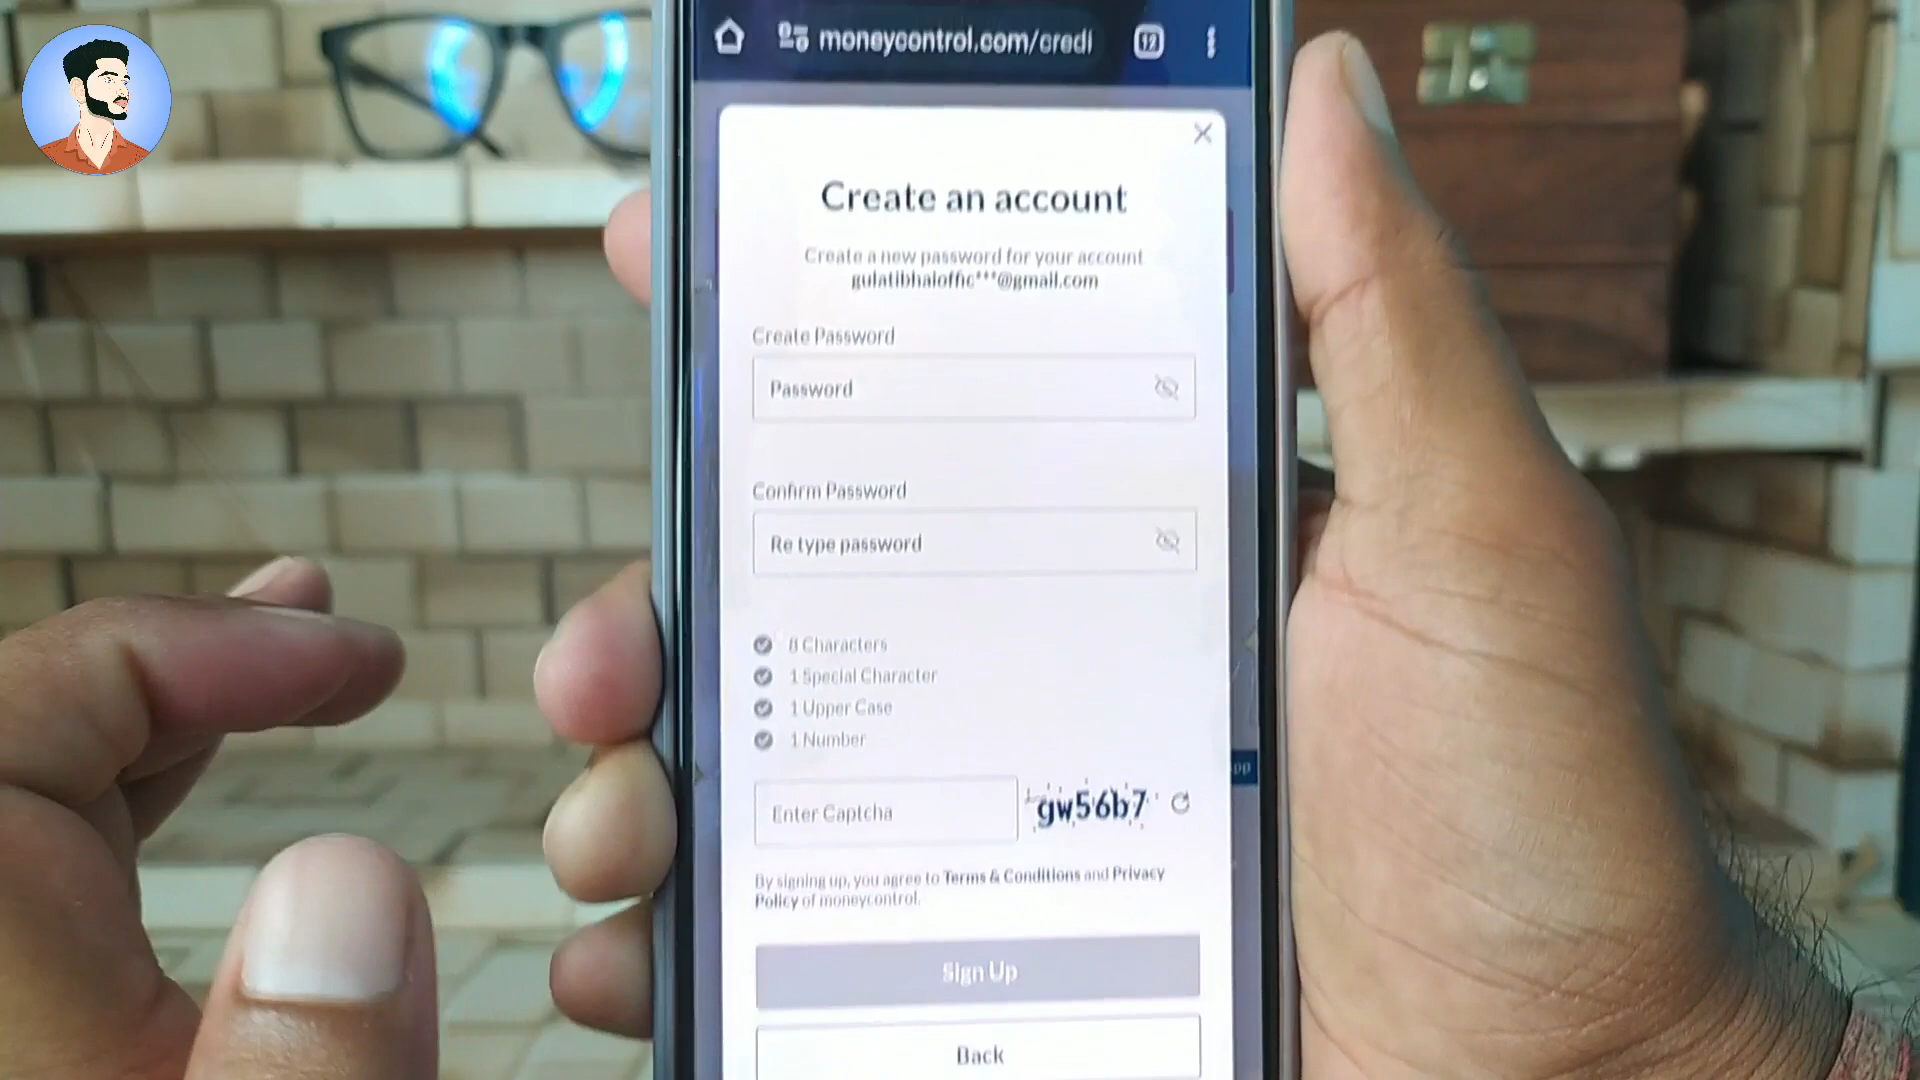 moneycontrol.com/credi
12
Create an account
Create a new password for your account
gulatibhaioffic***@gmail.com
Create Password
Password
Confirm Password
Re type password
8 Characters
1 Special Character
1 Upper Case
1 Number
Enter Captcha
gw56b7
By signing up, you agree to Terms & Conditions and Privacy
Policy of moneycontrol.
Sign Up
Back